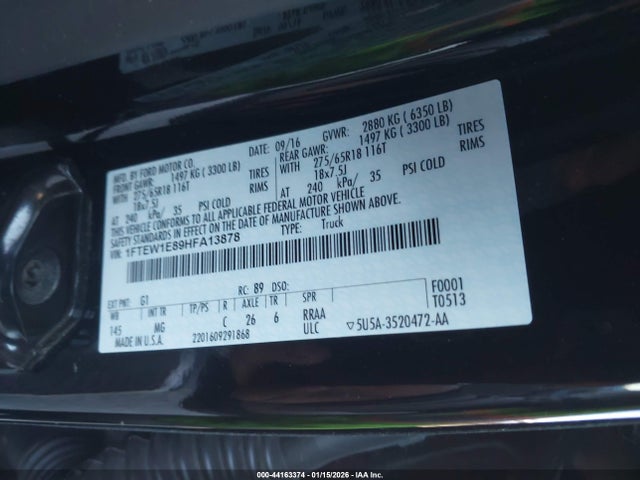 MFD. BY FORD MOTOR CO.
DATE: 09/16 GVWR: 2880 KG ( 6350 LB)
FRONT GAWR: 1497 KG ( 3300 LB) REAR GAWR: 1497 KG ( 3300 LB)
WITH 275/65R18 116T TIRES WITH 275/65R18 116T TIRES
18x7.5J RIMS 18x7.5J RIMS
AT 240 kPa/ 35 PSI COLD AT 240 kPa/ 35 PSI COLD
THIS VEHICLE CONFORMS TO ALL APPLICABLE FEDERAL MOTOR VEHICLE
SAFETY STANDARDS IN EFFECT ON THE DATE OF MANUFACTURE SHOWN ABOVE.
VIN: 1FTEW1E89HFA13878 TYPE: Truck
EXT PNT: G1 RC: 89 DSO: F0001
WB INT TR TP/PS R AXLE TR SPR T0513
145 MG C 26 6 RRAA
MADE IN U.S.A. 2201609291868 ULC ▽5U5A-3520472-AA
000-44163374 - 01/15/2026 - IAA Inc.